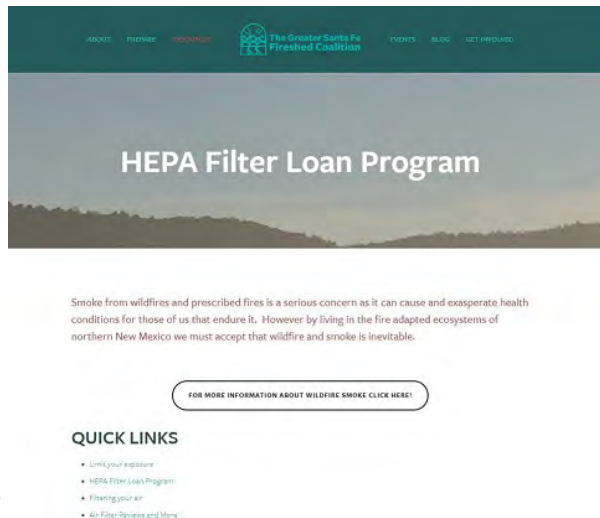 ABOUT PREPARE RESOURCES The Greater Santa Fe Fireshed Coalition EVENTS BLOG GET INVOLVED
HEPA Filter Loan Program
Smoke from wildfires and prescribed fires is a serious concern as it can cause and exasperate health
conditions for those of us that endure it. However by living in the fire adapted ecosystems of
northern New Mexico we must accept that wildfire and smoke is inevitable.
FOR MORE INFORMATION ABOUT WILDFIRE SMOKE CLICK HERE!
QUICK LINKS
• Limit your exposure
• HEPA Filter Loan Program
• Filtering your air
• Air Filter Reviews and More